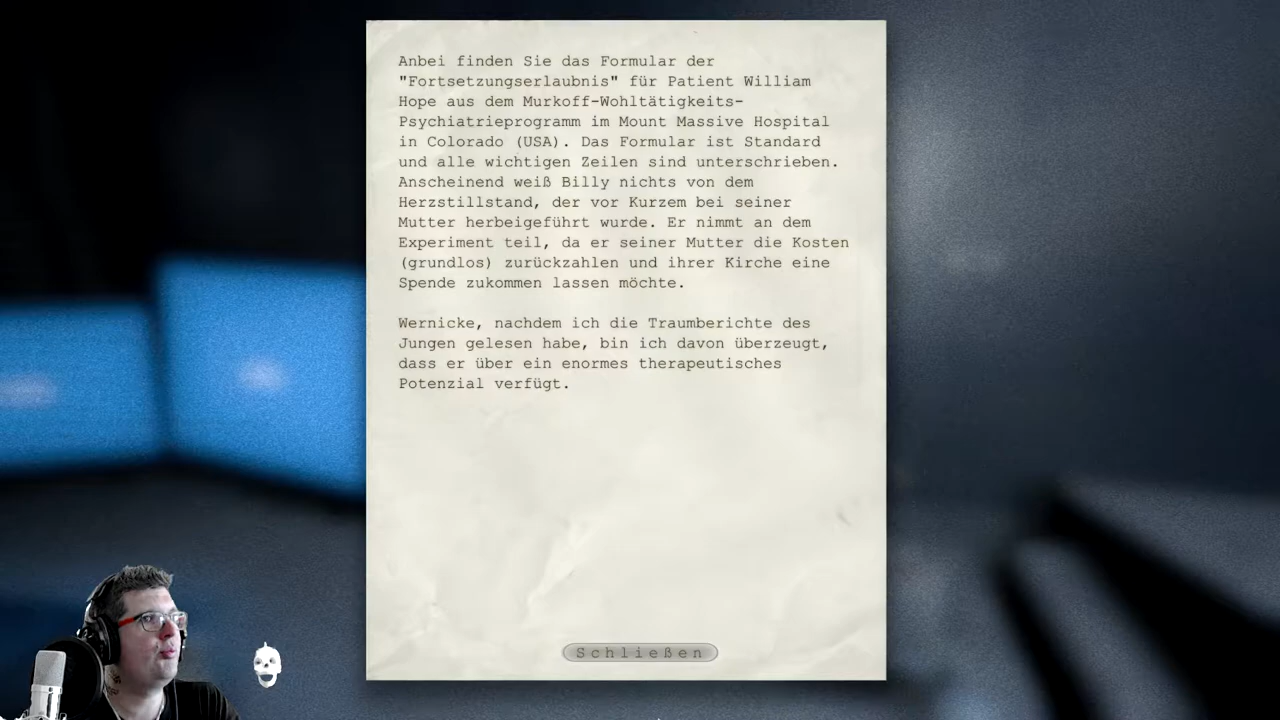 Anbei finden Sie das Formular der
"Fortsetzungserlaubnis" für Patient William
Hope aus dem Murkoff-Wohltätigkeits-
Psychiatrieprogramm im Mount Massive Hospital
in Colorado (USA). Das Formular ist Standard
und alle wichtigen Zeilen sind unterschrieben.
Anscheinend weiß Billy nichts von dem
Herzstillstand, der vor Kurzem bei seiner
Mutter herbeigeführt wurde. Er nimmt an dem
Experiment teil, da er seiner Mutter die Kosten
(grundlos) zurückzahlen und ihrer Kirche eine
Spende zukommen lassen möchte.
Wernicke, nachdem ich die Traumberichte des
Jungen gelesen habe, bin ich davon überzeugt,
dass er über ein enormes therapeutisches
Potenzial verfügt.
Schließen